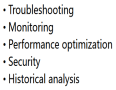 • Troubleshooting
• Monitoring
• Performance optimization
• Security
• Historical analysis